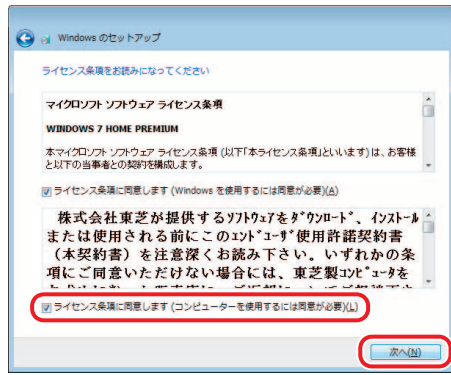 Windows のセットアップ
ライセンス条項をお読みになってください
マイクロソフト ソフトウェア ライセンス条項
WINDOWS 7 HOME PREMIUM
本マイクロソフト ソフトウェア ライセンス条項 (以下「本ライセンス条項」といいます) は、お客様
と以下の当事者との契約を構成します。
ライセンス条項に同意します (Windows を使用するには同意が必要)(A)
株式会社東芝が提供するソフトウェアをダウンロード、インストール
または使用される前にこのエンドユーザ使用許諾契約書
（本契約書）を注意深くお読み下さい。いずれかの条
項にご同意いただけない場合には、東芝製コンピュータを
ライセンス条項に同意します (コンピューターを使用するには同意が必要)(L)
次へ(N)